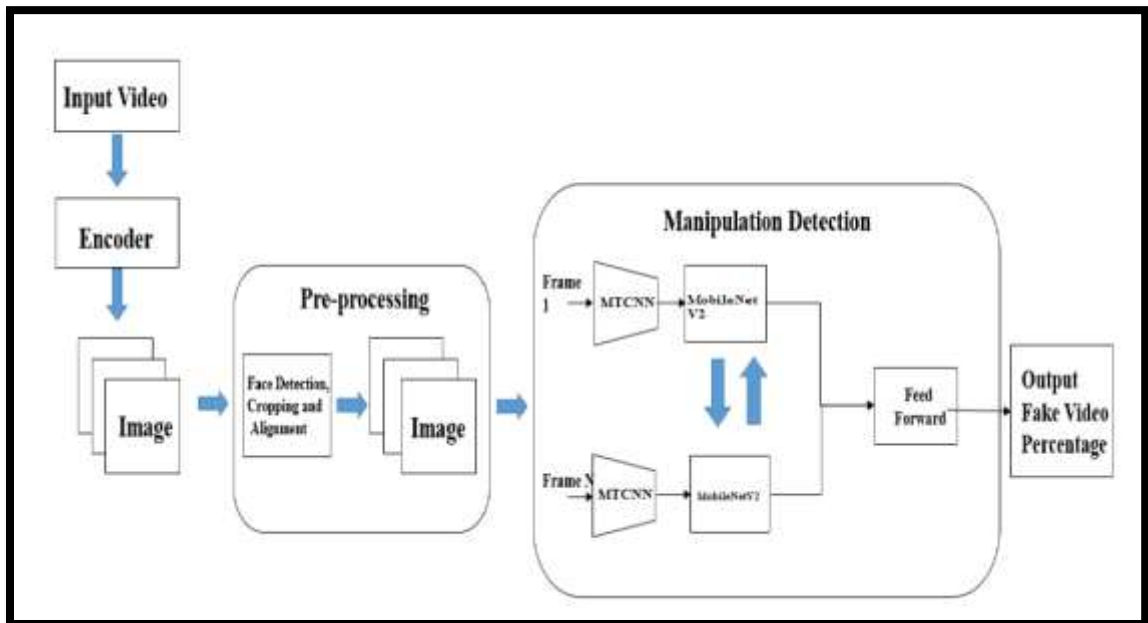 Input Video
Encoder
Image
Pre-processing
Face Detection,
Cropping and
Alignment
Image
Manipulation Detection
Frame
1
MTCNN
MobileNet
V2
Frame N
MTCNN
MobileNetV2
Feed
Forward
Output
Fake Video
Percentage